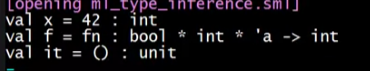 [opening ml_type_inference.sml]
val x = 42 : int
val f = fn : bool * int * 'a -> int
val it = () : unit